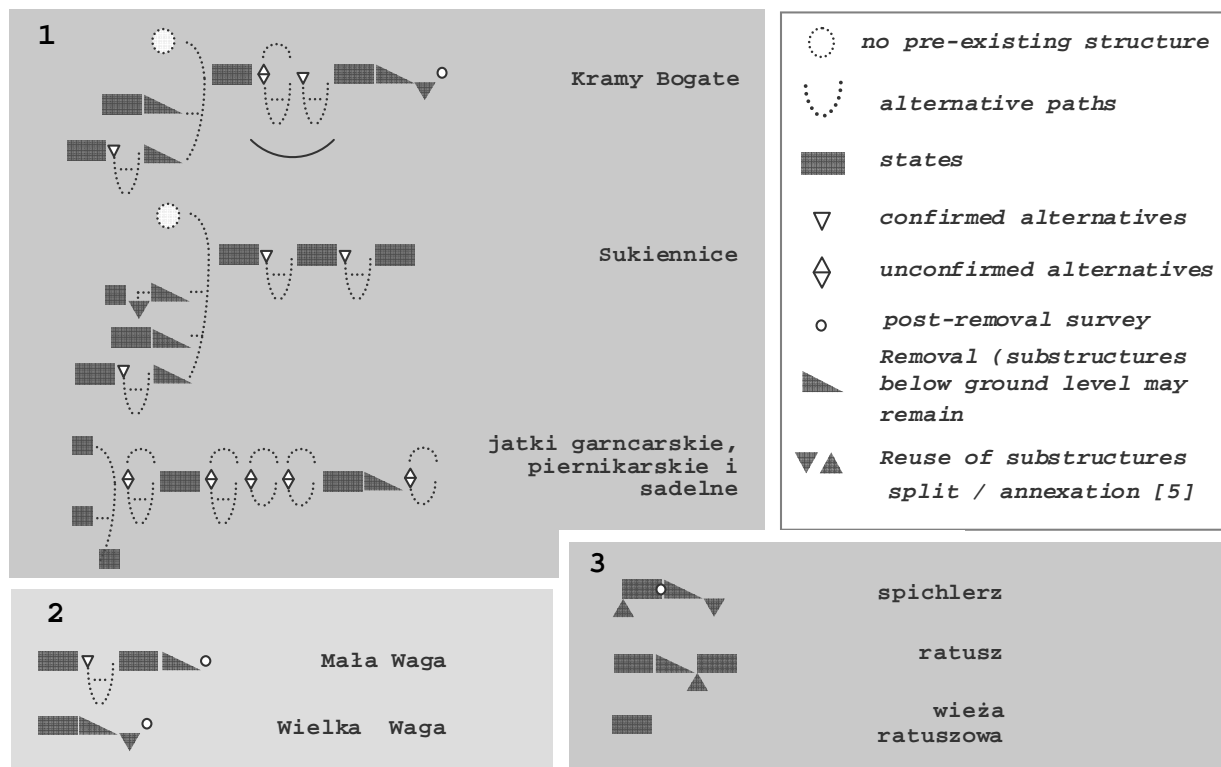 1
Kramy Bogate
Sukiennice
jatki garncarskie,
piernikarskie i
sadelne
no pre-existing structure
alternative paths
states
confirmed alternatives
unconfirmed alternatives
post-removal survey
Removal (substructures
below ground level may
remain
Reuse of substructures
split / annexation [5]
2
Mała Waga
Wielka Waga
3
spichlerz
ratusz
wieża
ratuszowa